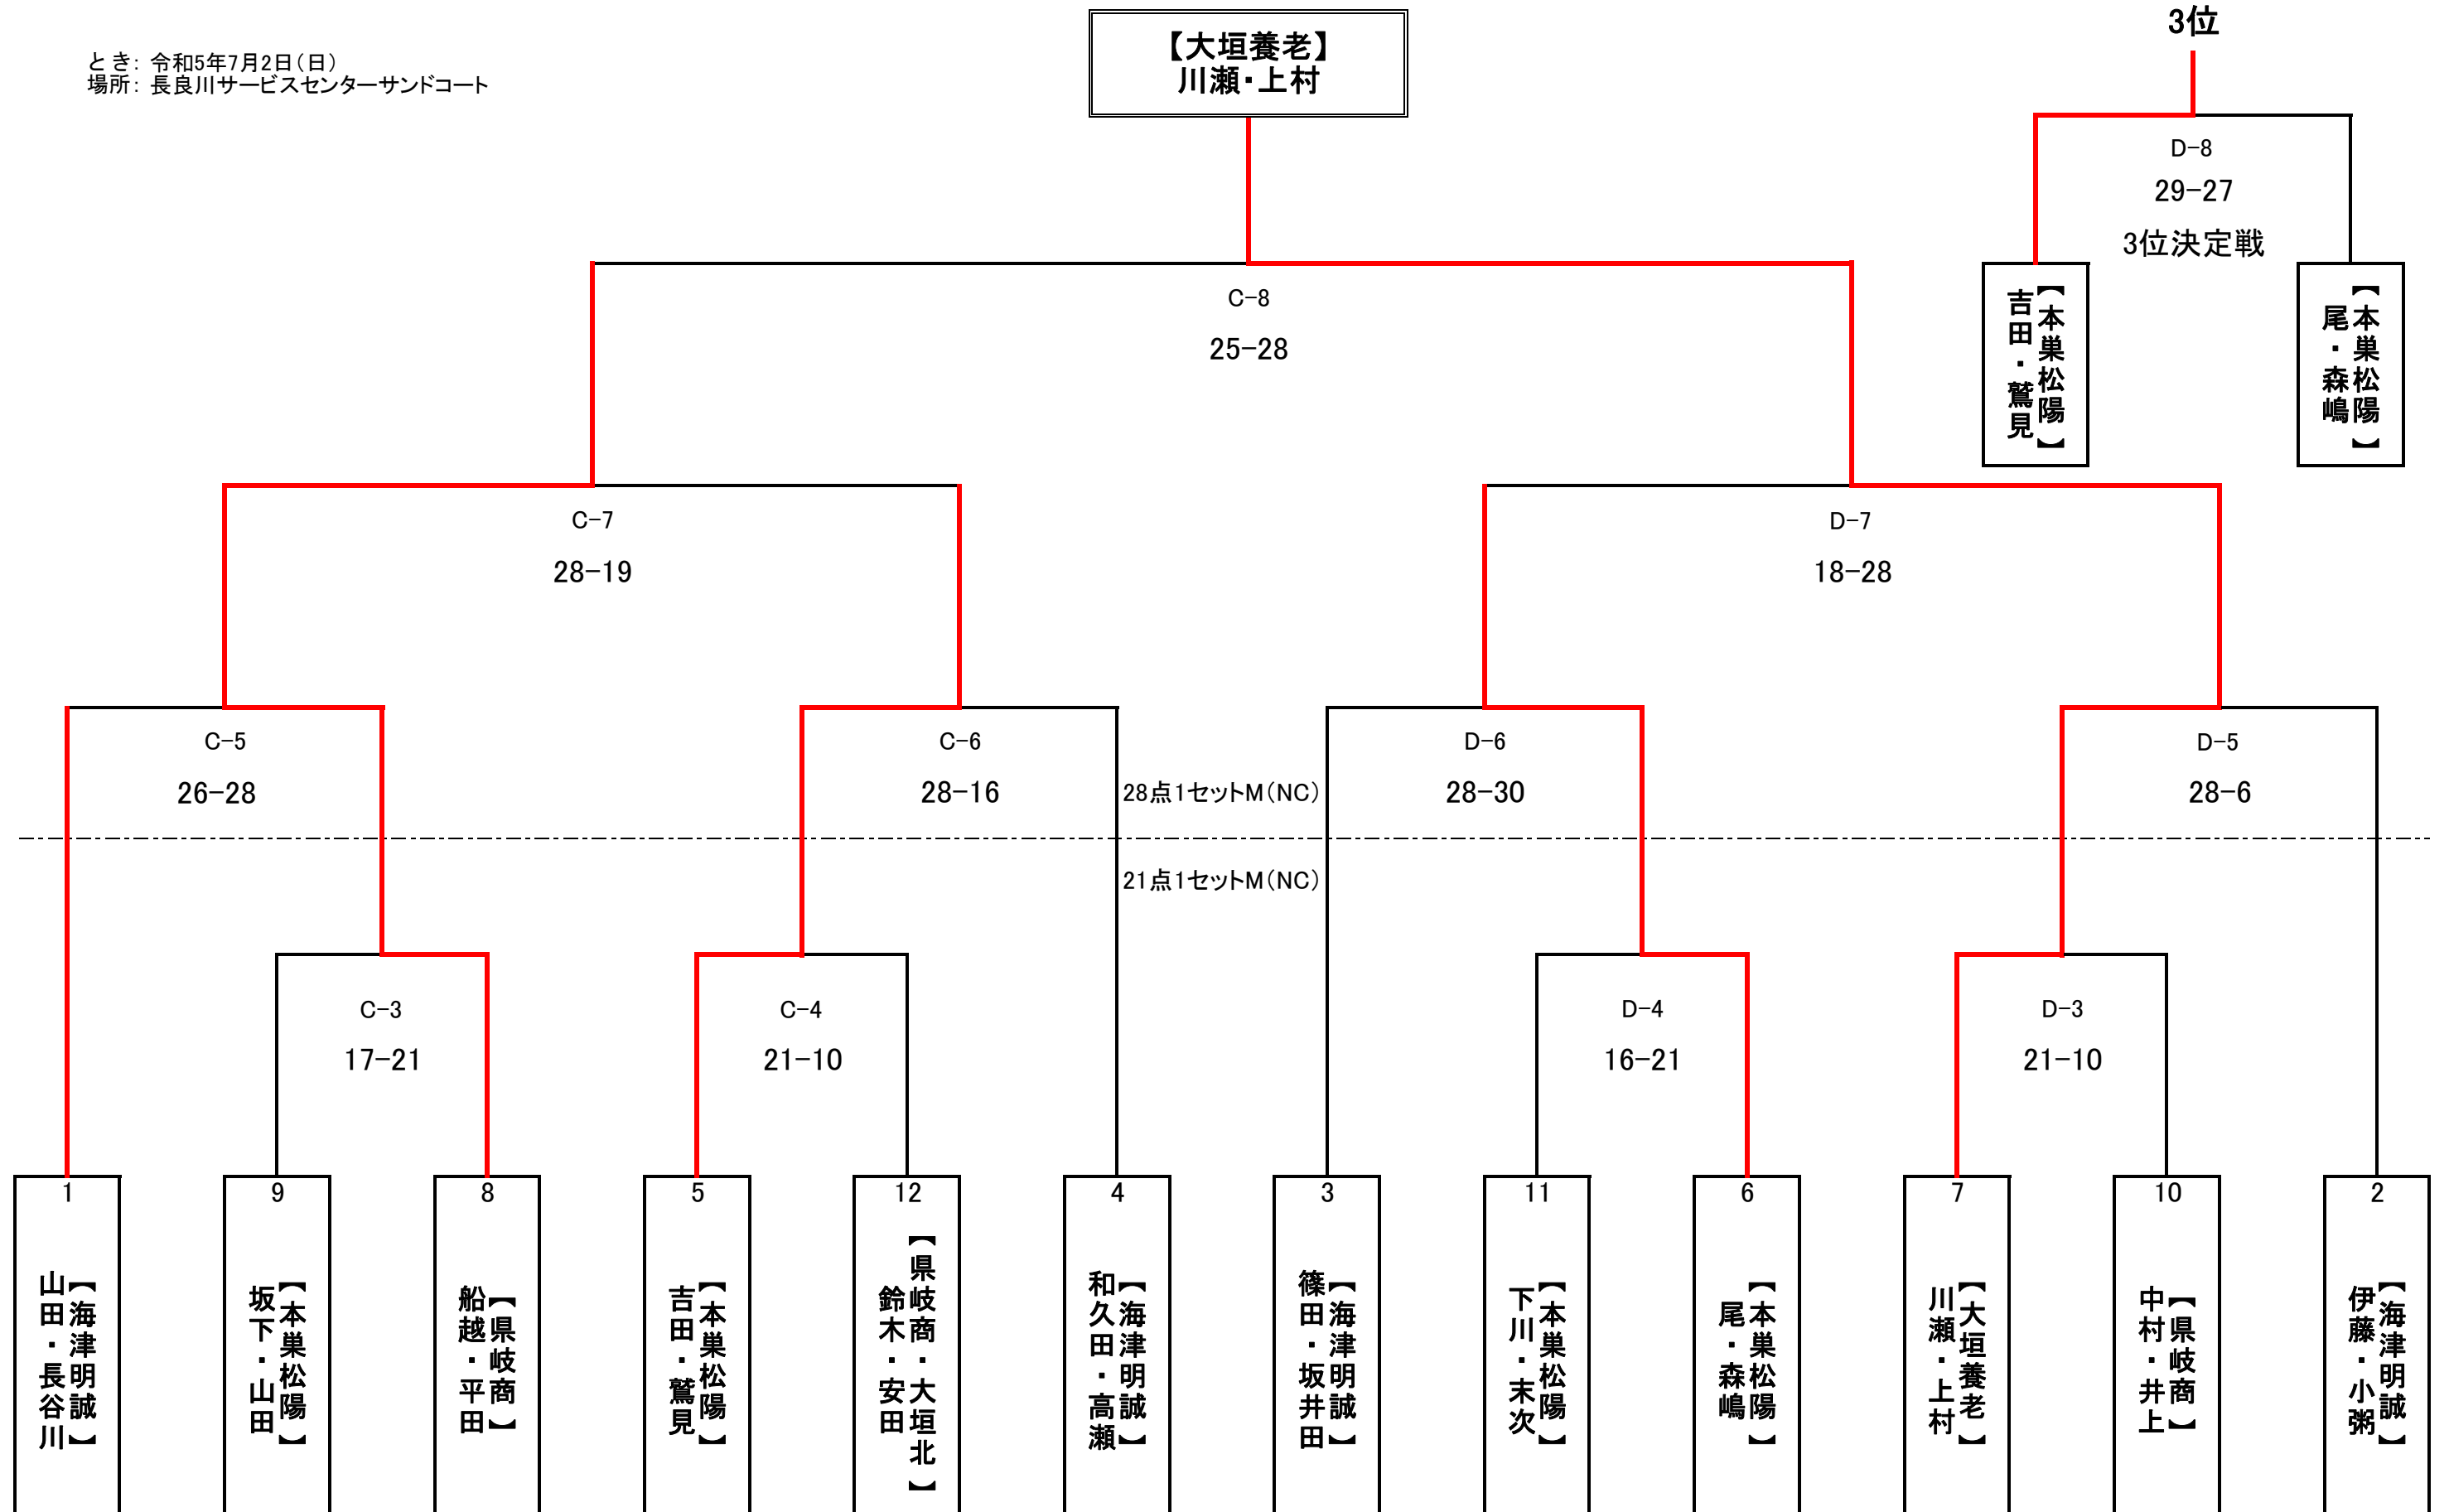 とき：令和5年7月2日（日）
場所：長良川サービスセンターサンドコート
【大垣養老】
川瀬・上村
3位
D-8
29-27
3位決定戦
【本巣松陽】
吉田・鷲見
【本巣松陽】
尾・森嶋
C-8
25-28
C-7
28-19
D-7
18-28
C-5
26-28
C-6
28-16
28点1セットM（NC）
D-6
28-30
D-5
28-6
21点1セットM（NC）
C-3
17-21
C-4
21-10
D-4
16-21
D-3
21-10
1
【海津明誠】
山田・長谷川
9
【本巣松陽】
坂下・山田
8
【県岐商】
船越・平田
5
【本巣松陽】
吉田・鷲見
12
【県岐商・大垣北】
鈴木・安田
4
【海津明誠】
和久田・高瀬
3
【海津明誠】
篠田・坂井田
11
【本巣松陽】
下川・末次
6
【本巣松陽】
尾・森嶋
7
【大垣養老】
川瀬・上村
10
【県岐商】
中村・井上
2
【海津明誠】
伊藤・小粥